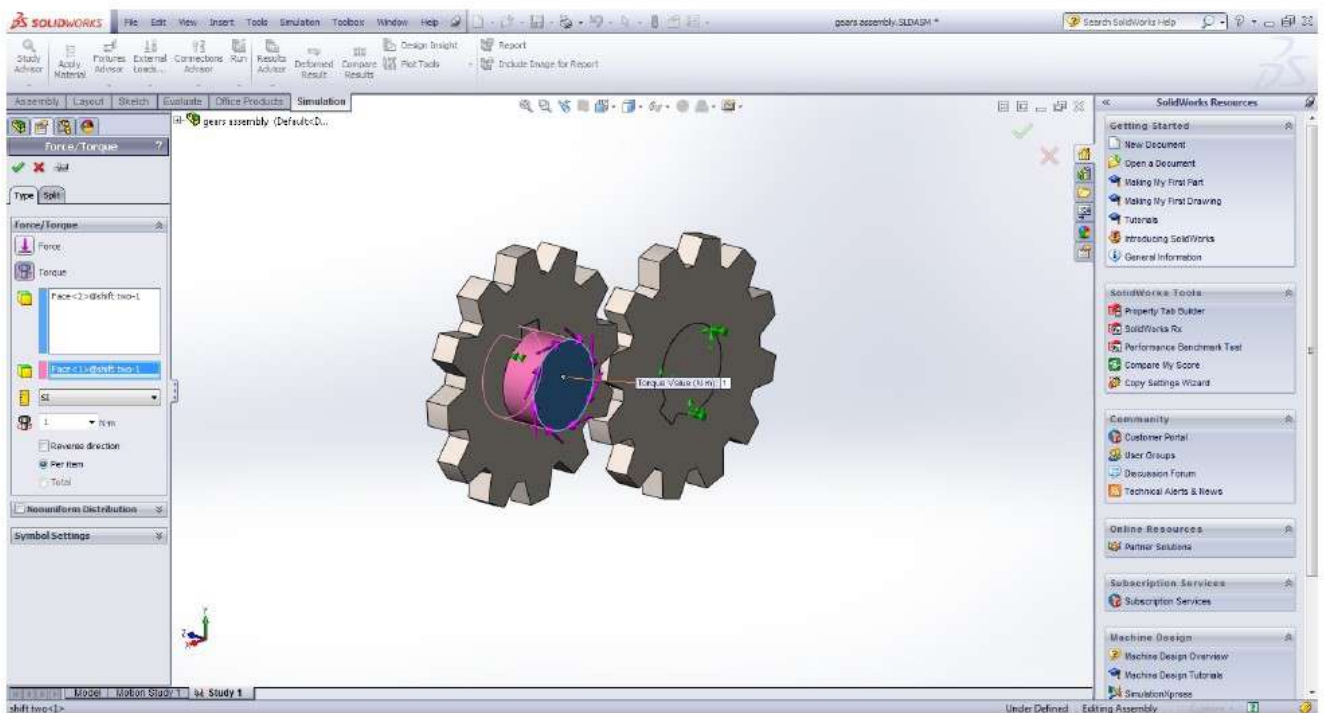 SOLIDWORKS File Edit View Insert Tools Simulation Toolbox Window Help
gears assembly.SLDASM *
Search SolidWorks Help
Study Advisor
Apply Material
Fixtures Advisor
External Loads...
Connections Advisor
Run
Results Advisor
Deformed Result
Compare Results
Design Insight
Plot Tools
Report
Include Image for Report
Assembly Layout Sketch Evaluate Office Products Simulation
gears assembly (Default<D...
Force/Torque ?
Type Split
Force/Torque
Force
Torque
Face<2>@shift two-1
Face<1>@shift two-1
SI
1 N·m
Reverse direction
Per item
Total
Nonuniform Distribution
Symbol Settings
Torque Value (N·m): 1
Y
Z
X
SolidWorks Resources
Getting Started
New Document
Open a Document
Making My First Part
Making My First Drawing
Tutorials
Introducing SolidWorks
General Information
SolidWorks Tools
Property Tab Builder
SolidWorks Rx
Performance Benchmark Test
Compare My Score
Copy Settings Wizard
Community
Customer Portal
User Groups
Discussion Forum
Technical Alerts & News
Online Resources
Partner Solutions
Subscription Services
Subscription Services
Machine Design
Machine Design Overview
Machine Design Tutorials
SimulationXpress
Model Motion Study 1 Study 1
shift two<1>
Under Defined Editing Assembly